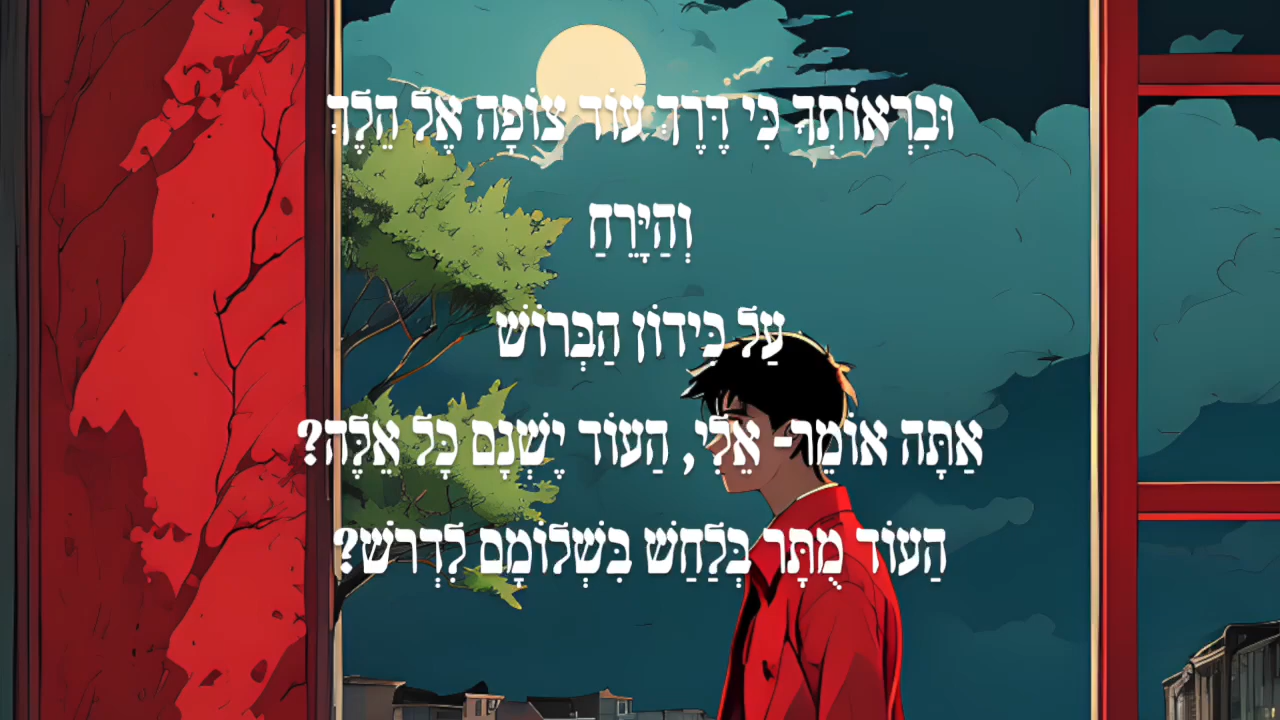 וּבִרְאוֹתְךָ כִּי דֶּרֶךְ עוֹד צוֹפָה אֶל הֵלֶךְ
וְהַיָּרֵחַ
עַל כִּידוֹן הַבְּרוֹשׁ
אַתָּה אוֹמֵר- אֵלִי, הַעוֹד יֶשְׁנָם כָּל אֵלֶּה?
הַעוֹד מֻתָּר בְּלַחַשׁ בִּשְׁלוֹמָם לִדְרֹשׁ?